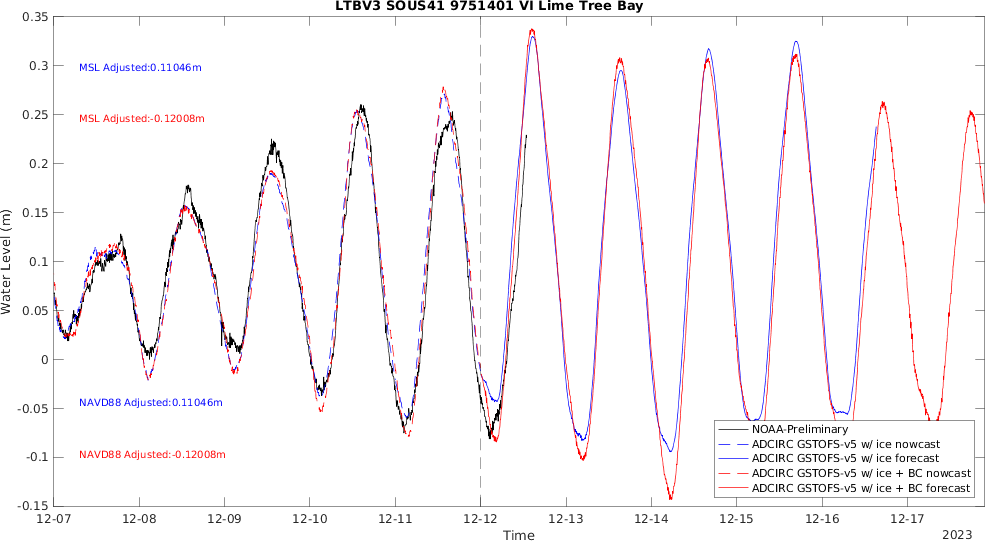 LTBV3 SOUS41 9751401 VI Lime Tree Bay
0.35
0.3
0.25
0.2
0.15
0.1
0.05
0
-0.05
-0.1
-0.15
Water Level (m)
MSL Adjusted:0.11046m
MSL Adjusted:-0.12008m
NAVD88 Adjusted:0.11046m
NAVD88 Adjusted:-0.12008m
NOAA-Preliminary
ADCIRC GSTOFS-v5 w/ ice nowcast
ADCIRC GSTOFS-v5 w/ ice forecast
ADCIRC GSTOFS-v5 w/ ice + BC nowcast
ADCIRC GSTOFS-v5 w/ ice + BC forecast
12-07 12-08 12-09 12-10 12-11 12-12 12-13 12-14 12-15 12-16 12-17
Time
2023